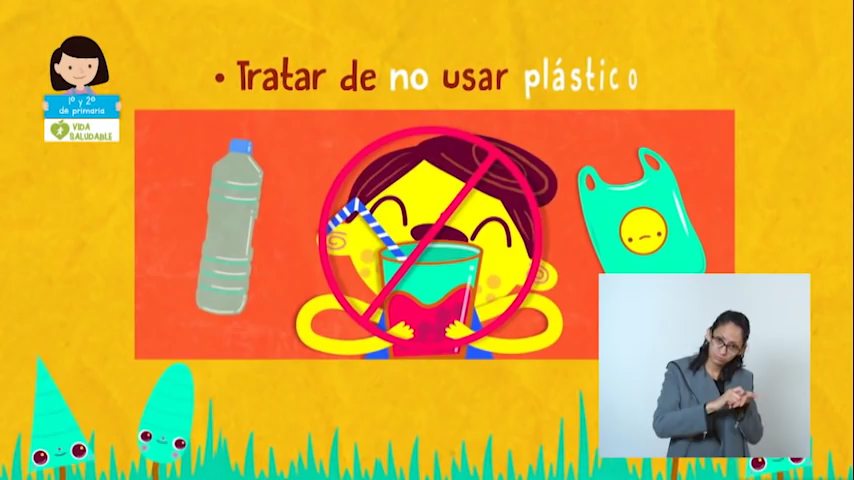 • Tratar de no usar plástico
1º y 2º
de primaria
VIDA
SALUDABLE